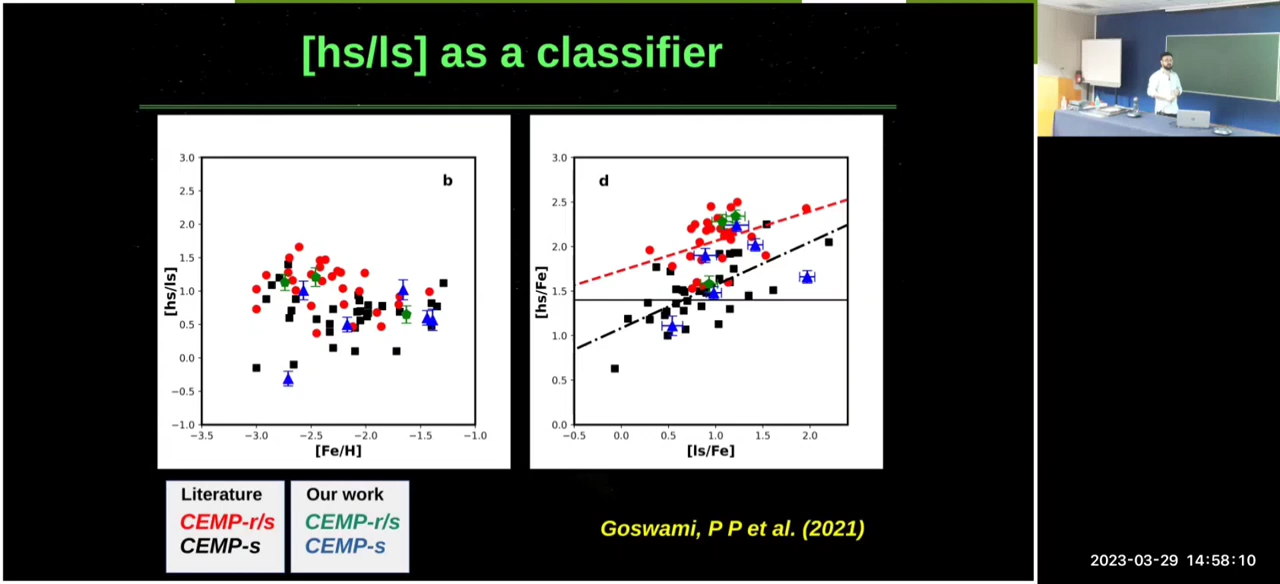 [hs/ls] as a classifier
3.0
2.5
2.0
1.5
1.0
0.5
0.0
−0.5
−1.0
[hs/ls]
b
−3.5 −3.0 −2.5 −2.0 −1.5 −1.0
[Fe/H]
3.0
2.5
2.0
1.5
1.0
0.5
0.0
[hs/Fe]
d
−0.5 0.0 0.5 1.0 1.5 2.0
[ls/Fe]
Literature
CEMP-r/s
CEMP-s
Our work
CEMP-r/s
CEMP-s
Goswami, P P et al. (2021)
2023-03-29 14:58:10